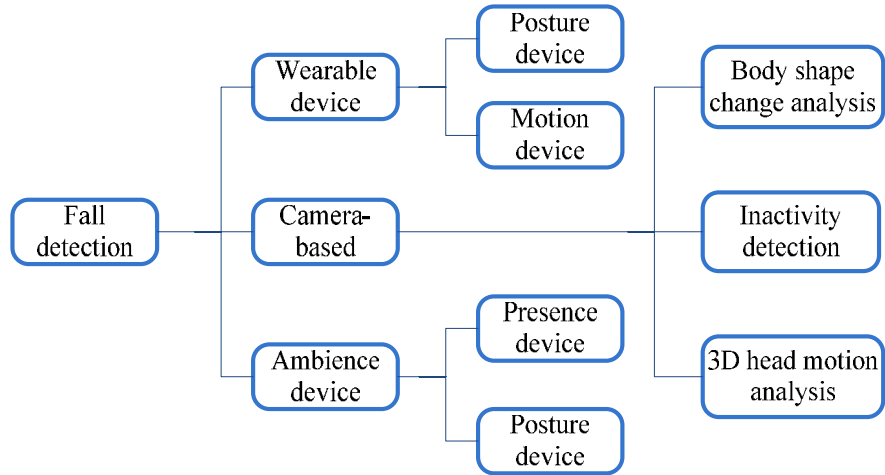 Fall
detection
Wearable
device
Posture
device
Motion
device
Camera-
based
Body shape
change analysis
Inactivity
detection
3D head motion
analysis
Ambience
device
Presence
device
Posture
device